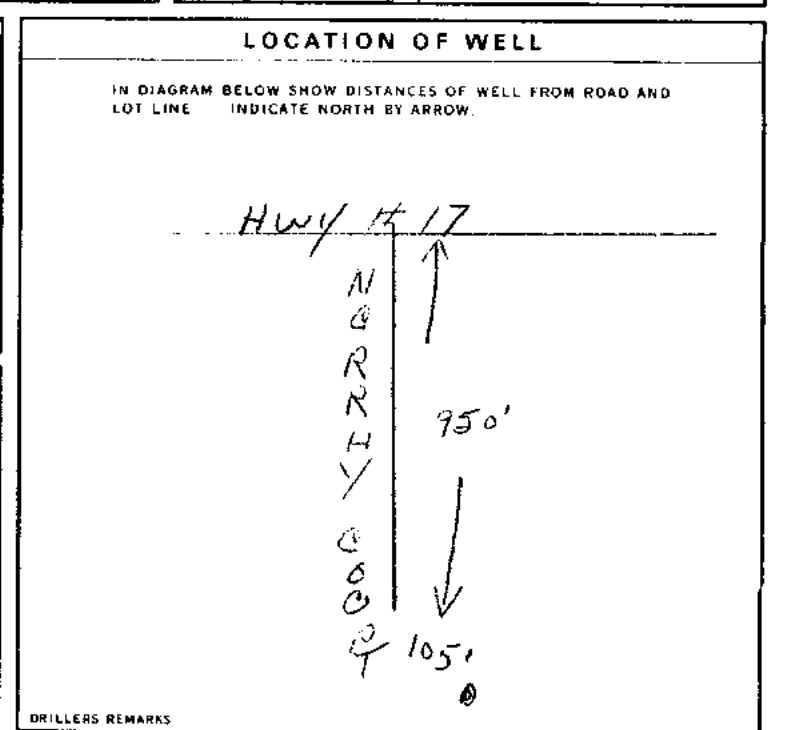 LOCATION OF WELL
IN DIAGRAM BELOW SHOW DISTANCES OF WELL FROM ROAD AND
LOT LINE INDICATE NORTH BY ARROW.
HWY # 17
950'
105'
DRILLERS REMARKS